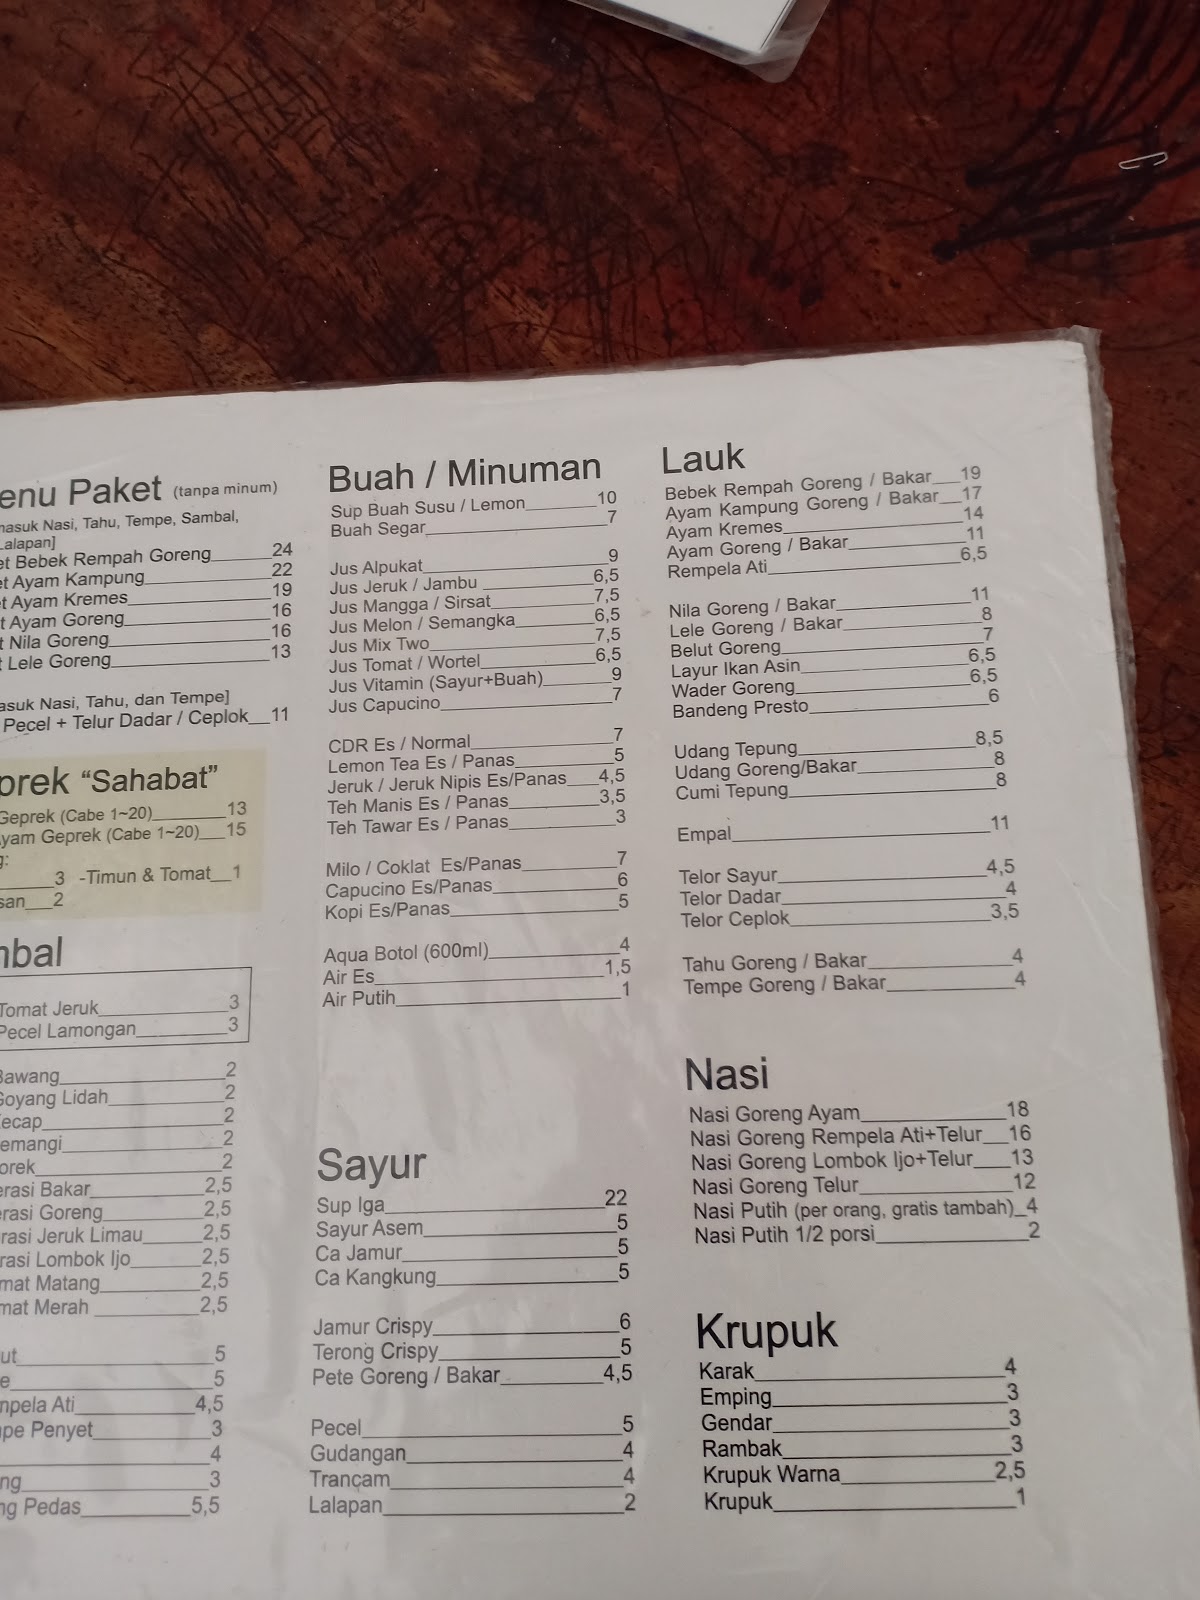 enu Paket (tanpa minum)
asuk Nasi, Tahu, Tempe, Sambal,
Lalapan]
et Bebek Rempah Goreng 24
et Ayam Kampung 22
et Ayam Kremes 19
t Ayam Goreng 16
t Nila Goreng 16
t Lele Goreng 13
asuk Nasi, Tahu, dan Tempe]
Pecel + Telur Dadar / Ceplok 11
prek “Sahabat”
Geprek (Cabe 1~20) 13
Ayam Geprek (Cabe 1~20) 15
g:
3 -Timun & Tomat 1
san 2
mbal
Tomat Jeruk 3
Pecel Lamongan 3
Bawang 2
Goyang Lidah 2
Kecap 2
emangi 2
orek 2
erasi Bakar 2,5
erasi Goreng 2,5
rasi Jeruk Limau 2,5
rasi Lombok Ijo 2,5
mat Matang 2,5
mat Merah 2,5
ut 5
e 5
mpela Ati 4,5
pe Penyet 3
4
ng 3
ng Pedas 5,5
Buah / Minuman
Sup Buah Susu / Lemon 10
Buah Segar 7
Jus Alpukat 9
Jus Jeruk / Jambu 6,5
Jus Mangga / Sirsat 7,5
Jus Melon / Semangka 6,5
Jus Mix Two 7,5
Jus Tomat / Wortel 6,5
Jus Vitamin (Sayur+Buah) 9
Jus Capucino 7
CDR Es / Normal 7
Lemon Tea Es / Panas 5
Jeruk / Jeruk Nipis Es/Panas 4,5
Teh Manis Es / Panas 3,5
Teh Tawar Es / Panas 3
Milo / Coklat Es/Panas 7
Capucino Es/Panas 6
Kopi Es/Panas 5
Aqua Botol (600ml) 4
Air Es 1,5
Air Putih 1
Sayur
Sup Iga 22
Sayur Asem 5
Ca Jamur 5
Ca Kangkung 5
Jamur Crispy 6
Terong Crispy 5
Pete Goreng / Bakar 4,5
Pecel 5
Gudangan 4
Trançam 4
Lalapan 2
Lauk
Bebek Rempah Goreng / Bakar 19
Ayam Kampung Goreng / Bakar 17
Ayam Kremes 14
Ayam Goreng / Bakar 11
Rempela Ati 6,5
Nila Goreng / Bakar 11
Lele Goreng / Bakar 8
Belut Goreng 7
Layur Ikan Asin 6,5
Wader Goreng 6,5
Bandeng Presto 6
Udang Tepung 8,5
Udang Goreng/Bakar 8
Cumi Tepung 8
Empal 11
Telor Sayur 4,5
Telor Dadar 4
Telor Ceplok 3,5
Tahu Goreng / Bakar 4
Tempe Goreng / Bakar 4
Nasi
Nasi Goreng Ayam 18
Nasi Goreng Rempela Ati+Telur 16
Nasi Goreng Lombok Ijo+Telur 13
Nasi Goreng Telur 12
Nasi Putih (per orang, gratis tambah) 4
Nasi Putih 1/2 porsi 2
Krupuk
Karak 4
Emping 3
Gendar 3
Rambak 3
Krupuk Warna 2,5
Krupuk 1